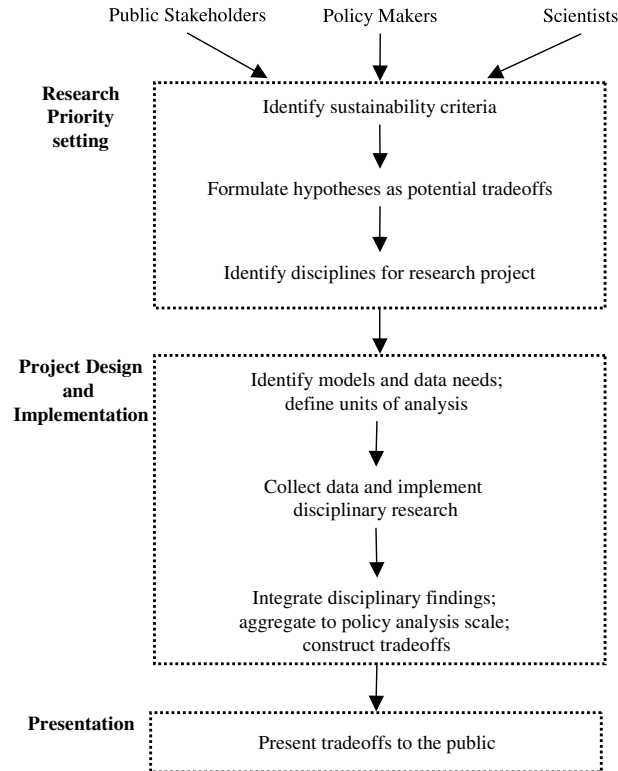 Public Stakeholders
Policy Makers
Scientists
Research
Priority
setting
Identify sustainability criteria
Formulate hypotheses as potential tradeoffs
Identify disciplines for research project
Project Design
and
Implementation
Identify models and data needs;
define units of analysis
Collect data and implement
disciplinary research
Integrate disciplinary findings;
aggregate to policy analysis scale;
construct tradeoffs
Presentation
Present tradeoffs to the public